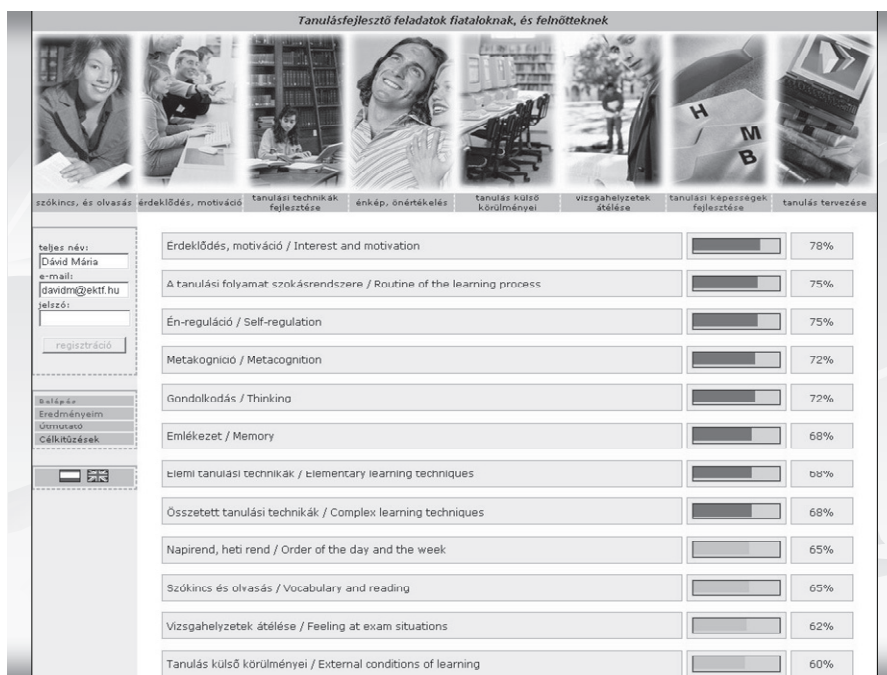 Tanulásfejlesztő feladatok fiataloknak, és felnőtteknek
H
M
B
szókincs, és olvasás
érdeklődés, motiváció
tanulási technikák
fejlesztése
énkép, önértékelés
tanulás külső
körülményei
vizsgahelyzetek
átélése
tanulási képességek
fejlesztése
tanulás tervezése
teljes név:
Dávid Mária
e-mail:
davidm@ektf.hu
jelszó:
regisztráció
Belépés
Eredményeim
Útmutató
Célkitűzések
Érdeklődés, motiváció / Interest and motivation 78%
A tanulási folyamat szokásrendszere / Routine of the learning process 75%
Én-reguláció / Self-regulation 75%
Metakogníció / Metacognition 72%
Gondolkodás / Thinking 72%
Emlékezet / Memory 68%
Elemi tanulási technikák / Elementary learning techniques 68%
Összetett tanulási technikák / Complex learning techniques 68%
Napirend, heti rend / Order of the day and the week 65%
Szókincs és olvasás / Vocabulary and reading 65%
Vizsgahelyzetek átélése / Feeling at exam situations 62%
Tanulás külső körülményei / External conditions of learning 60%